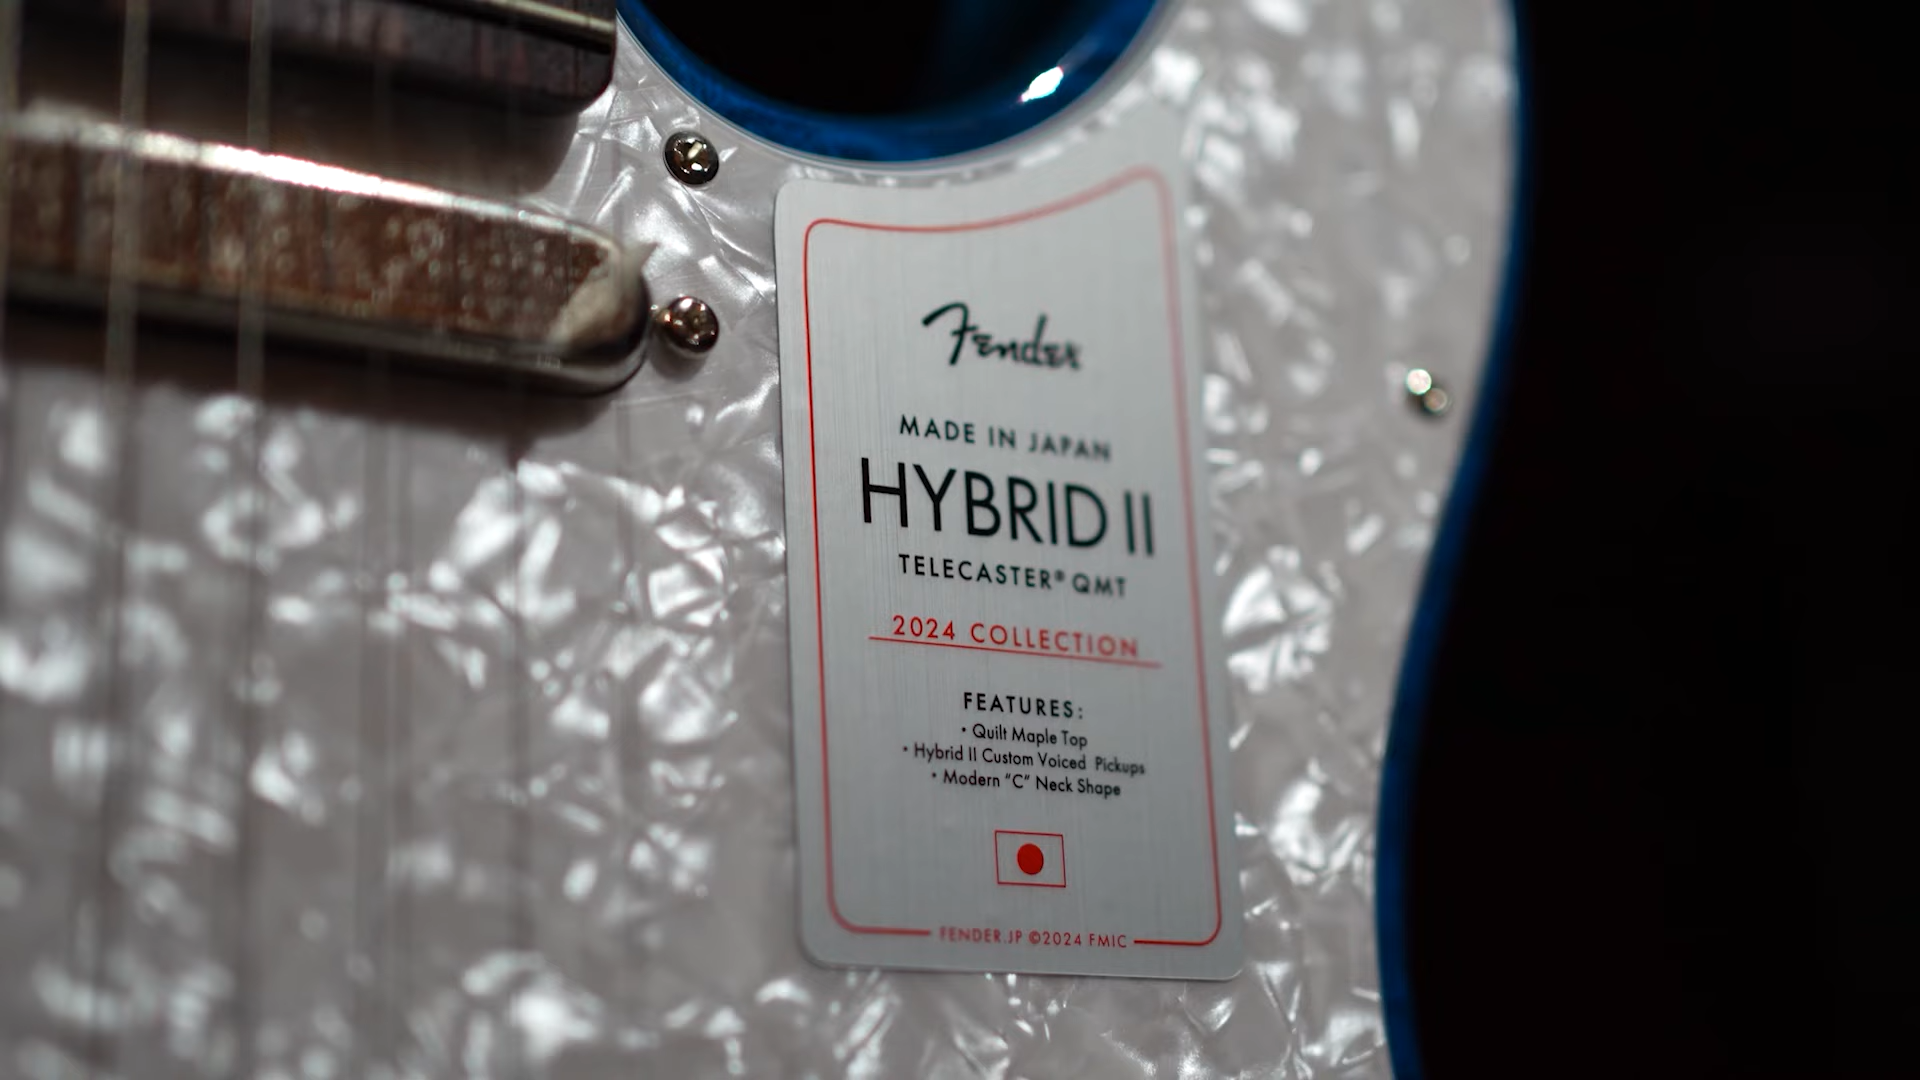 Fender
MADE IN JAPAN
HYBRID II
TELECASTER® QMT
2024 COLLECTION
FEATURES:
• Quilt Maple Top
• Hybrid II Custom Voiced Pickups
• Modern "C" Neck Shape
FENDER.JP ©2024 FMIC